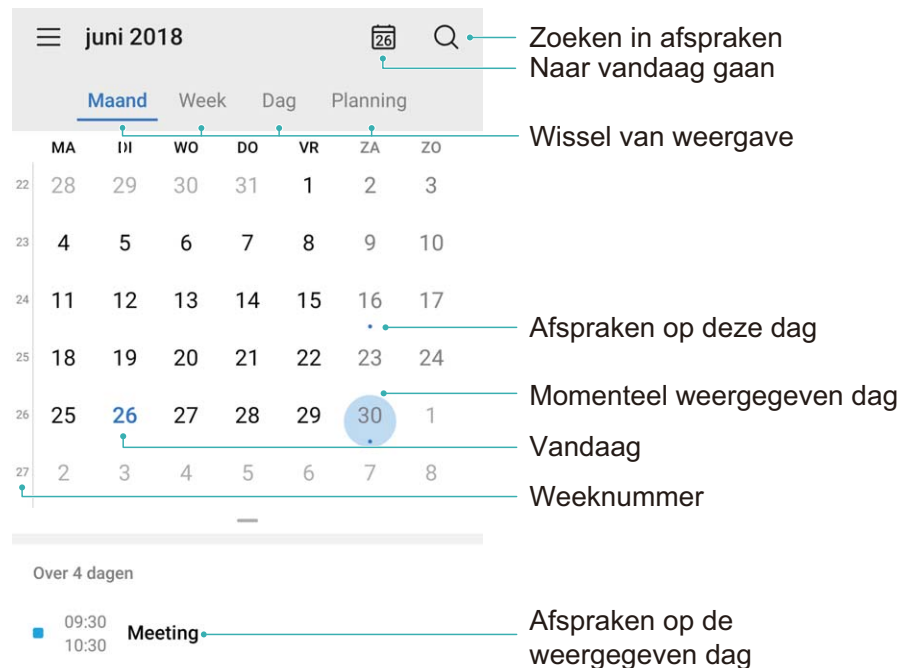 juni 2018 26
Zoeken in afspraken
Naar vandaag gaan
Maand Week Dag Planning
Wissel van weergave
MA DI WO DO VR ZA ZO
22 28 29 30 31 1 2 3
23 4 5 6 7 8 9 10
24 11 12 13 14 15 16 17
Afspraken op deze dag
25 18 19 20 21 22 23 24
Momenteel weergegeven dag
26 25 26 27 28 29 30 1
Vandaag
27 2 3 4 5 6 7 8
Weeknummer
Over 4 dagen
09:30
10:30 Meeting
Afspraken op de
weergegeven dag